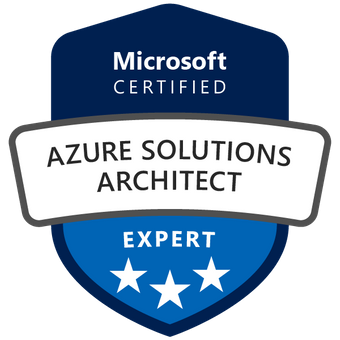 Microsoft
CERTIFIED
AZURE SOLUTIONS
ARCHITECT
EXPERT